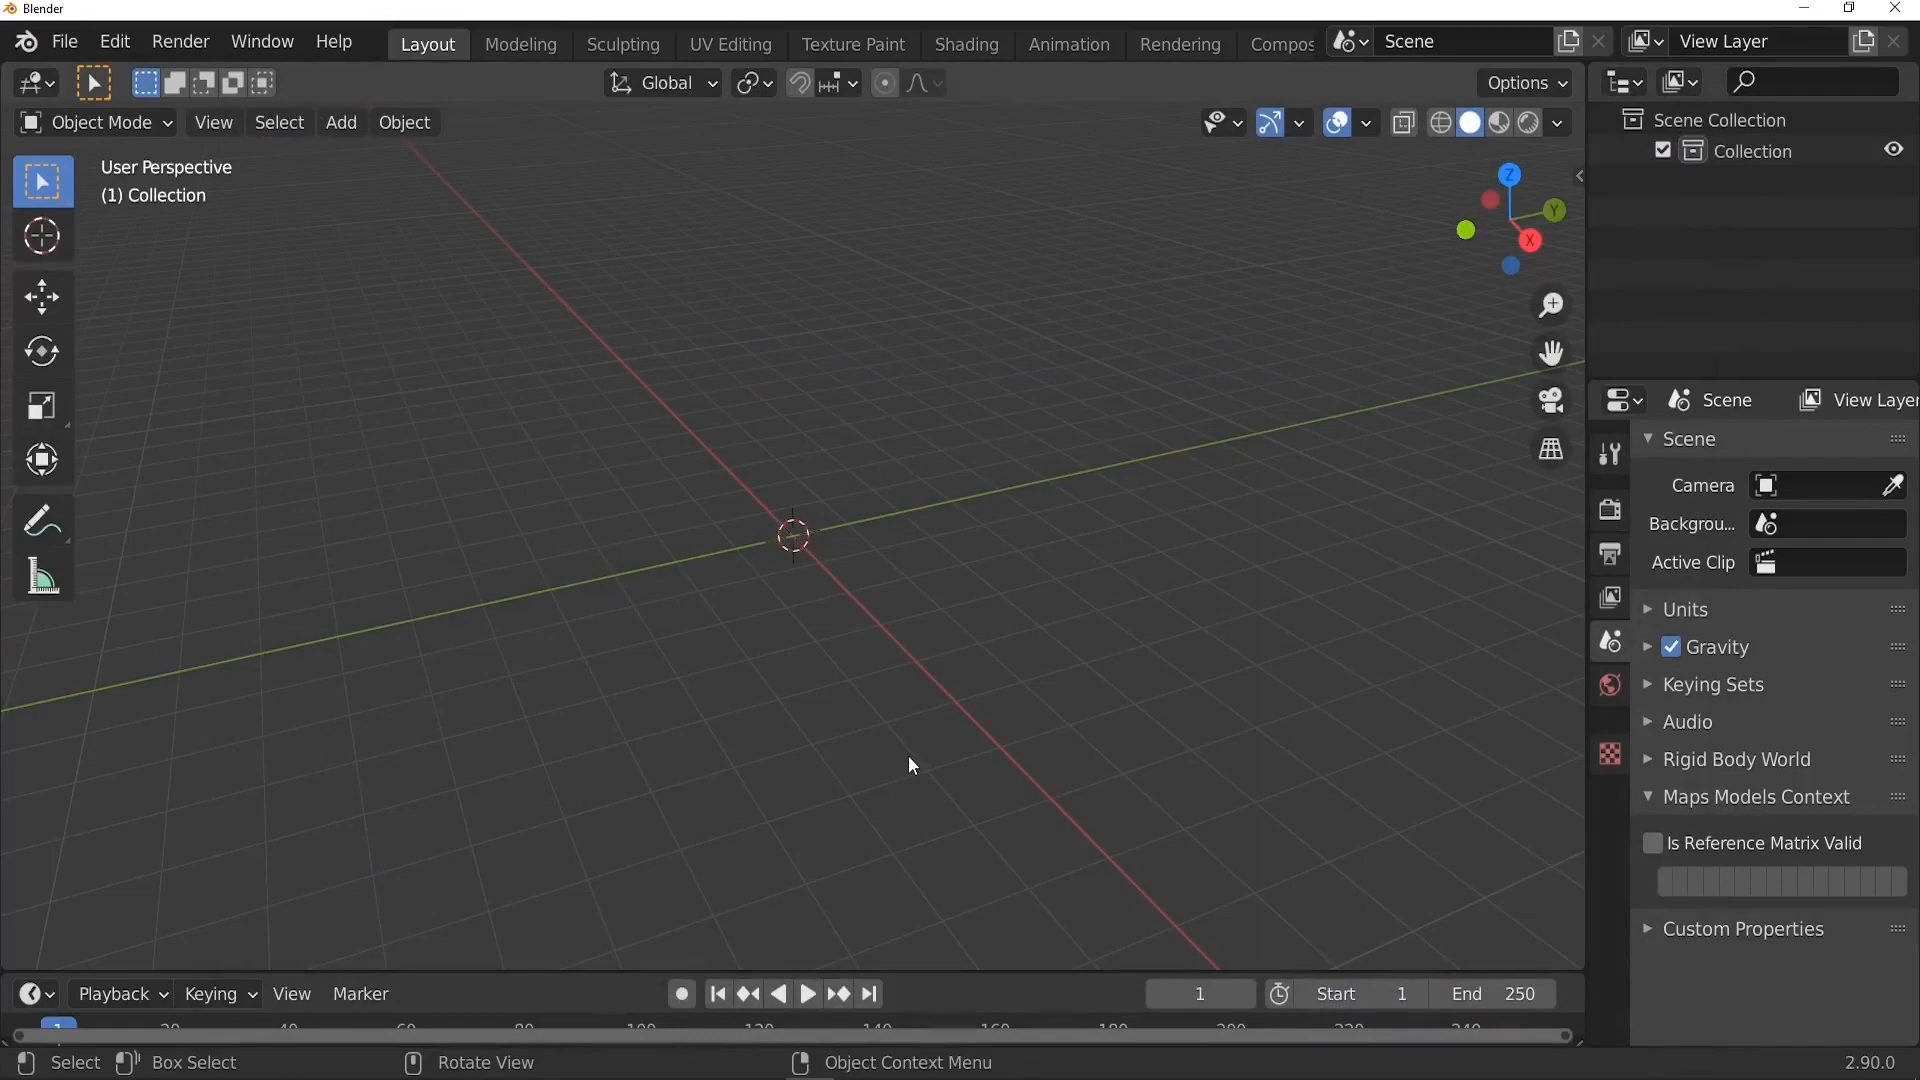 Blender
File Edit Render Window Help Layout Modeling Sculpting UV Editing Texture Paint Shading Animation Rendering Compos Scene View Layer
Global Options
Object Mode View Select Add Object
User Perspective
(1) Collection
Z
Y
X
Scene Collection
Collection
Scene View Layer
Scene
Camera
Backgrou...
Active Clip
Units
Gravity
Keying Sets
Audio
Rigid Body World
Maps Models Context
Is Reference Matrix Valid
Custom Properties
Playback Keying View Marker 1 Start 1 End 250
1 20 40 60 80 100 120 140 160 180 200 220 240
Select Box Select Rotate View Object Context Menu 2.90.0